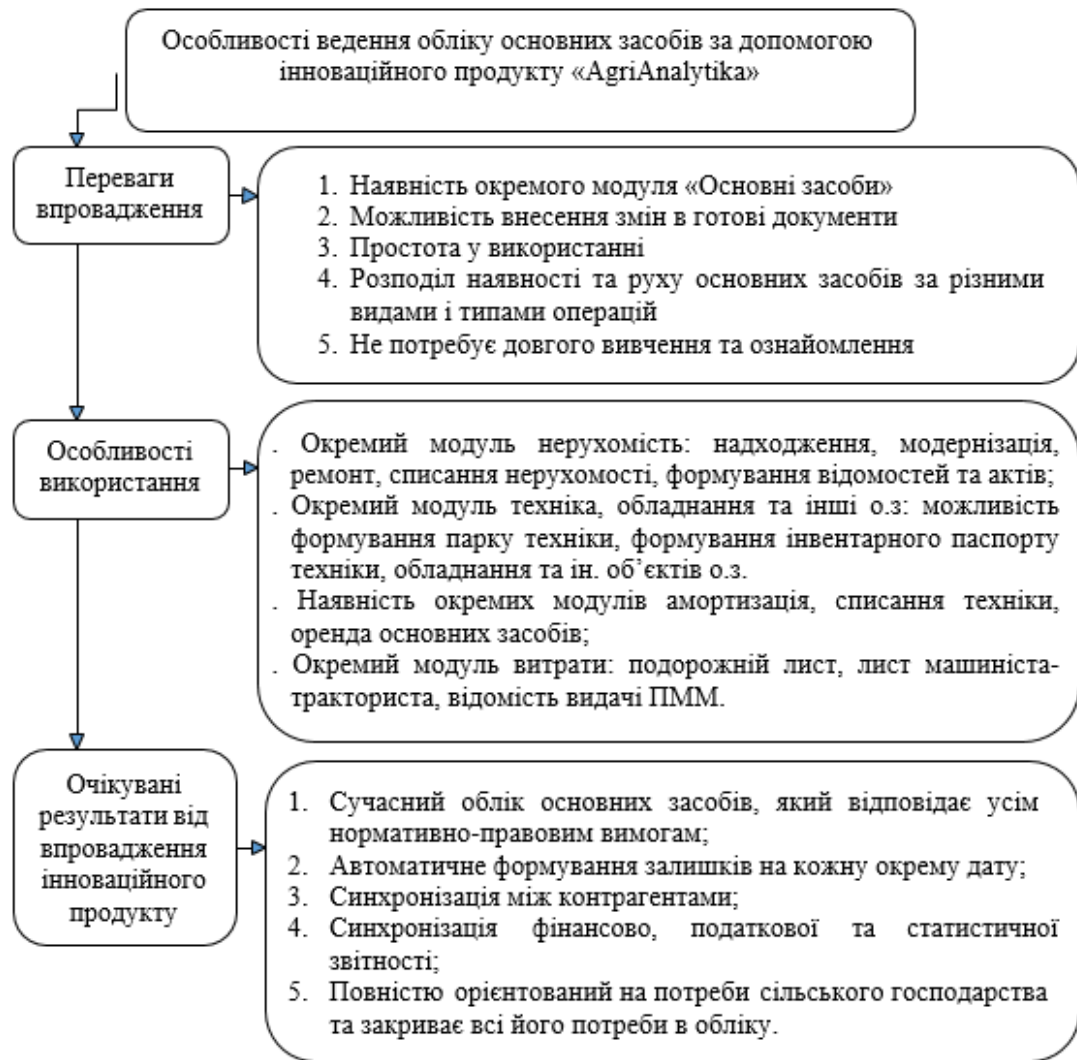 Особливості ведення обліку основних засобів за допомогою
інноваційного продукту «AgriAnalytika»
Переваги
впровадження
1. Наявність окремого модуля «Основні засоби»
2. Можливість внесення змін в готові документи
3. Простота у використанні
4. Розподіл наявності та руху основних засобів за різними
видами і типами операцій
5. Не потребує довгого вивчення та ознайомлення
Особливості
використання
. Окремий модуль нерухомість: надходження, модернізація,
ремонт, списання нерухомості, формування відомостей та актів;
. Окремий модуль техніка, обладнання та інші о.з: можливість
формування парку техніки, формування інвентарного паспорту
техніки, обладнання та ін. об’єктів о.з.
. Наявність окремих модулів амортизація, списання техніки,
оренда основних засобів;
. Окремий модуль витрати: подорожній лист, лист машиніста-
тракториста, відомість видачі ПММ.
Очікувані
результати від
впровадження
інноваційного
продукту
1. Сучасний облік основних засобів, який відповідає усім
нормативно-правовим вимогам;
2. Автоматичне формування залишків на кожну окрему дату;
3. Синхронізація між контрагентами;
4. Синхронізація фінансово, податкової та статистичної
звітності;
5. Повністю орієнтований на потреби сільського господарства
та закриває всі його потреби в обліку.